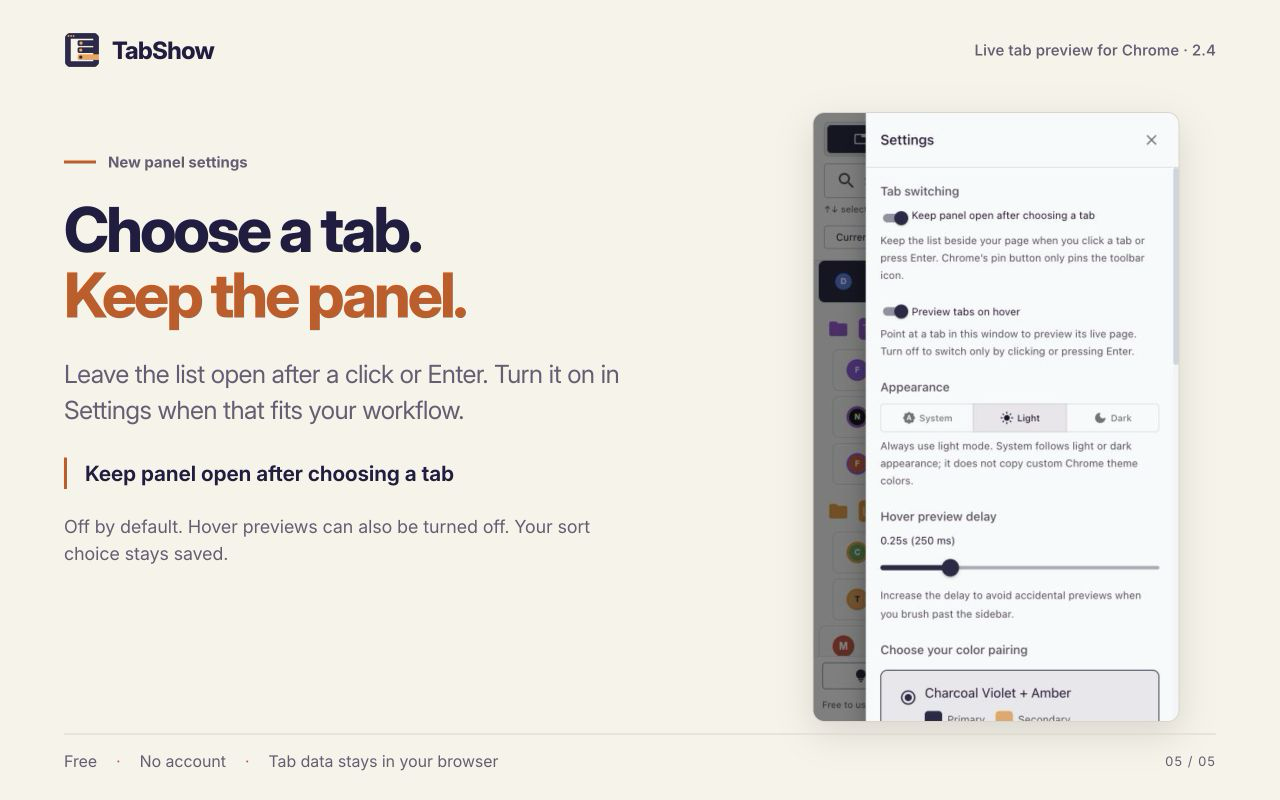 TabShow
Live tab preview for Chrome · 2.4
New panel settings
Choose a tab.
Keep the panel.
Leave the list open after a click or Enter. Turn it on in
Settings when that fits your workflow.
Keep panel open after choosing a tab
Off by default. Hover previews can also be turned off. Your sort
choice stays saved.
↑↓ select
Curren
D
F
N
F
C
T
M
Free to us
Settings
Tab switching
Keep panel open after choosing a tab
Keep the list beside your page when you click a tab or
press Enter. Chrome's pin button only pins the toolbar
icon.
Preview tabs on hover
Point at a tab in this window to preview its live page.
Turn off to switch only by clicking or pressing Enter.
Appearance
System Light Dark
Always use light mode. System follows light or dark
appearance; it does not copy custom Chrome theme
colors.
Hover preview delay
0.25s (250 ms)
Increase the delay to avoid accidental previews when
you brush past the sidebar.
Choose your color pairing
Charcoal Violet + Amber
Primary Secondary
Free · No account · Tab data stays in your browser
05 / 05